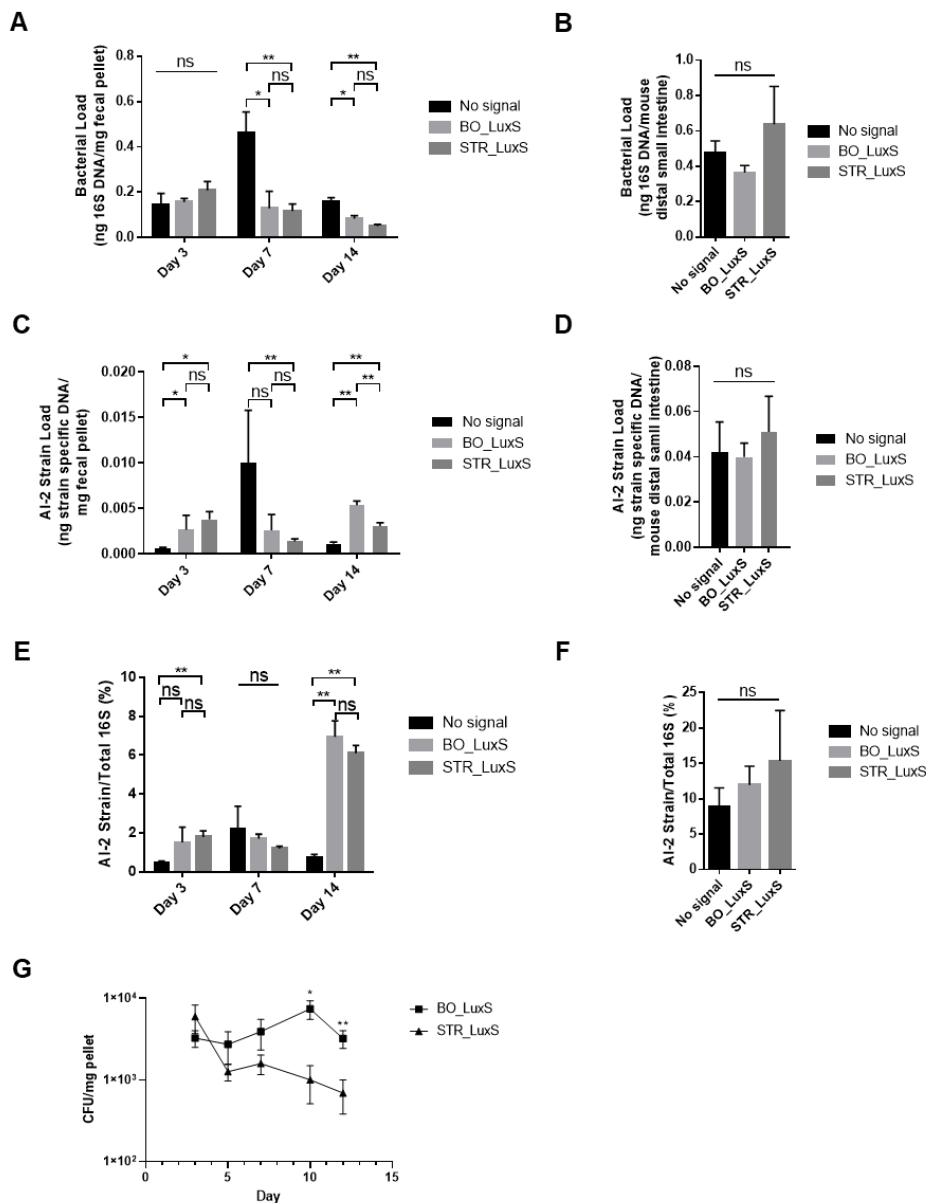 A
Bacterial Load
(ng 16S DNA/mg fecal pellet)
0.8
0.6
0.4
0.2
0.0
ns
**
ns
*
**
ns
*
Day 3
Day 7
Day 14
No signal
BO_LuxS
STR_LuxS
B
Bacterial Load
(ng 16S DNA/mouse
distal small intestine)
1.0
0.8
0.6
0.4
0.2
0.0
ns
No signal
BO_LuxS
STR_LuxS
No signal
BO_LuxS
STR_LuxS
C
AI-2 Strain Load
(ng strain specific DNA/
mg fecal pellet)
0.020
0.015
0.010
0.005
0.000
*
ns
*
**
ns
ns
**
**
**
Day 3
Day 7
Day 14
No signal
BO_LuxS
STR_LuxS
D
AI-2 Strain Load
(ng strain specific DNA/
mouse distal samll intestine)
0.08
0.06
0.04
0.02
0.00
ns
No signal
BO_LuxS
STR_LuxS
No signal
BO_LuxS
STR_LuxS
E
AI-2 Strain/Total 16S (%)
10
8
6
4
2
0
**
ns
ns
ns
**
**
ns
Day 3
Day 7
Day 14
No signal
BO_LuxS
STR_LuxS
F
AI-2 Strain/Total 16S (%)
25
20
15
10
5
0
ns
No signal
BO_LuxS
STR_LuxS
No signal
BO_LuxS
STR_LuxS
G
CFU/mg pellet
1×10⁴
1×10³
1×10²
*
**
0
5
10
15
Day
BO_LuxS
STR_LuxS